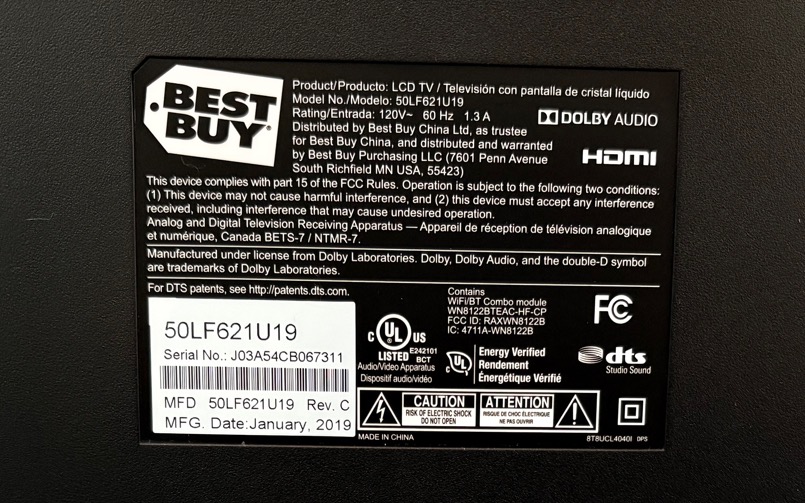 BEST
BUY®
Product/Producto: LCD TV / Televisión con pantalla de cristal líquido
Model No./Modelo: 50LF621U19
Rating/Entrada: 120V~ 60 Hz 1.3 A
Distributed by Best Buy China Ltd, as trustee
for Best Buy China, and distributed and warranted
by Best Buy Purchasing LLC (7601 Penn Avenue
South Richfield MN USA, 55423)
DOLBY AUDIO
HDMI
This device complies with part 15 of the FCC Rules. Operation is subject to the following two conditions:
(1) This device may not cause harmful interference, and (2) this device must accept any interference
received, including interference that may cause undesired operation.
Analog and Digital Television Receiving Apparatus — Appareil de réception de télévision analogique
et numérique, Canada BETS-7 / NTMR-7.
Manufactured under license from Dolby Laboratories. Dolby, Dolby Audio, and the double-D symbol
are trademarks of Dolby Laboratories.
For DTS patents, see http://patents.dts.com.
50LF621U19
Serial No.: J03A54CB067311
MFD 50LF621U19 Rev. C
MFG. Date:January, 2019
C UL US
LISTED E242101
BCT
Audio/Video Apparatus
Dispositif audio/vidéo
Contains
WiFi/BT Combo module
WN8122BTEAC-HF-CP
FCC ID: RAXWN8122B
IC: 4711A-WN8122B
FC
C UL
Energy Verified
Rendement
Énergétique Vérifié
dts
Studio Sound
CAUTION
RISK OF ELECTRIC SHOCK
DO NOT OPEN
ATTENTION
RISQUE DE CHOC ÉLECTRIQUE
NE PAS OUVRIR
MADE IN CHINA
8T8UCL4040I DPS